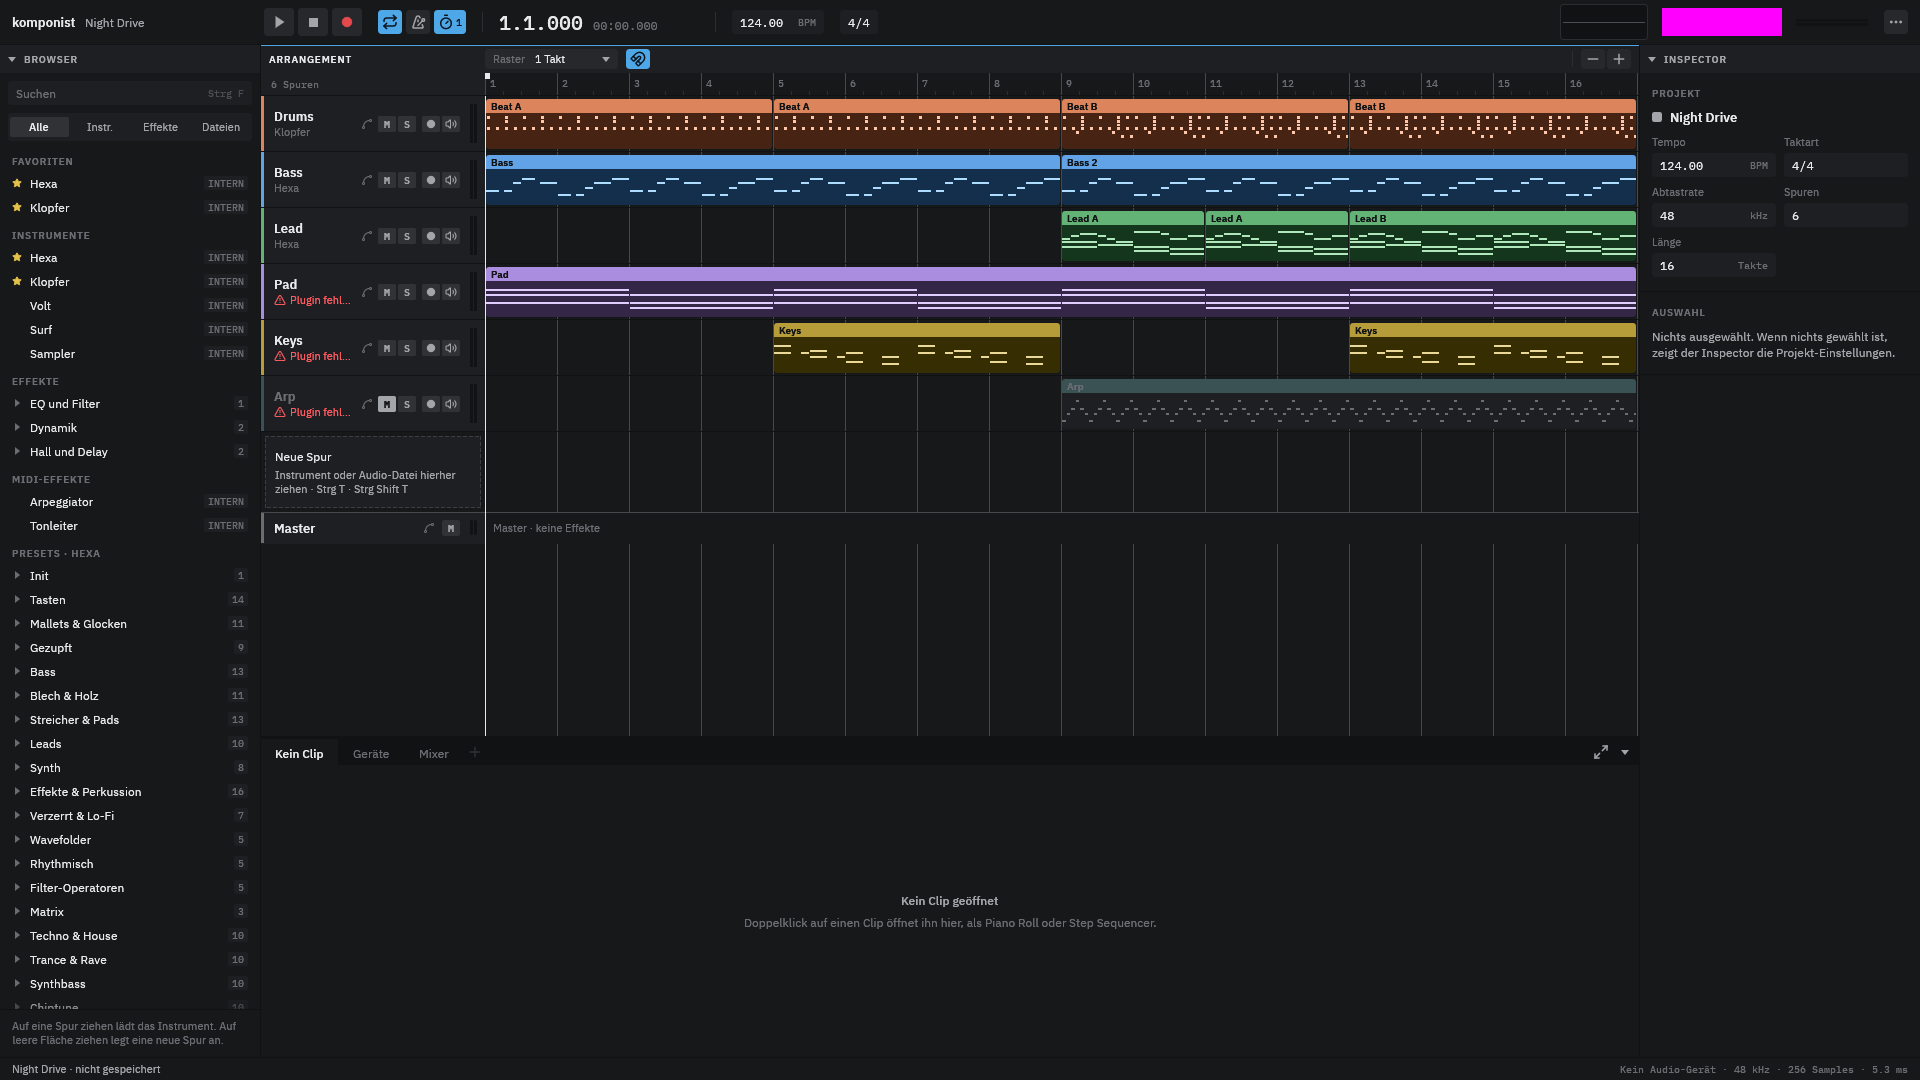 komponist Night Drive
1
1.1.000 00:00.000
124.00 BPM 4/4
BROWSER
Suchen Strg F
Alle Instr. Effekte Dateien
FAVORITEN
Hexa INTERN
Klopfer INTERN
INSTRUMENTE
Hexa INTERN
Klopfer INTERN
Volt INTERN
Surf INTERN
Sampler INTERN
EFFEKTE
EQ und Filter 1
Dynamik 2
Hall und Delay 2
MIDI-EFFEKTE
Arpeggiator INTERN
Tonleiter INTERN
PRESETS · HEXA
Init 1
Tasten 14
Mallets & Glocken 11
Gezupft 9
Bass 13
Blech & Holz 11
Streicher & Pads 13
Leads 10
Synth 8
Effekte & Perkussion 16
Verzerrt & Lo-Fi 7
Wavefolder 5
Rhythmisch 5
Filter-Operatoren 5
Matrix 3
Techno & House 10
Trance & Rave 10
Synthbass 10
Chiptune 10
Auf eine Spur ziehen lädt das Instrument. Auf
leere Fläche ziehen legt eine neue Spur an.
ARRANGEMENT
Raster 1 Takt
6 Spuren
1 2 3 4 5 6 7 8 9 10 11 12 13 14 15 16
Drums
Klopfer
M S
Beat A Beat A Beat B Beat B
Bass
Hexa
M S
Bass Bass 2
Lead
Hexa
M S
Lead A Lead A Lead B
Pad
Plugin fehl...
M S
Pad
Keys
Plugin fehl...
M S
Keys Keys
Arp
Plugin fehl...
M S
Arp
Neue Spur
Instrument oder Audio-Datei hierher
ziehen · Strg T · Strg Shift T
Master M
Master · keine Effekte
Kein Clip Geräte Mixer
Kein Clip geöffnet
Doppelklick auf einen Clip öffnet ihn hier, als Piano Roll oder Step Sequencer.
INSPECTOR
PROJEKT
Night Drive
Tempo Taktart
124.00 BPM 4/4
Abtastrate Spuren
48 kHz 6
Länge
16 Takte
AUSWAHL
Nichts ausgewählt. Wenn nichts gewählt ist,
zeigt der Inspector die Projekt-Einstellungen.
Night Drive · nicht gespeichert
Kein Audio-Gerät · 48 kHz · 256 Samples · 5.3 ms